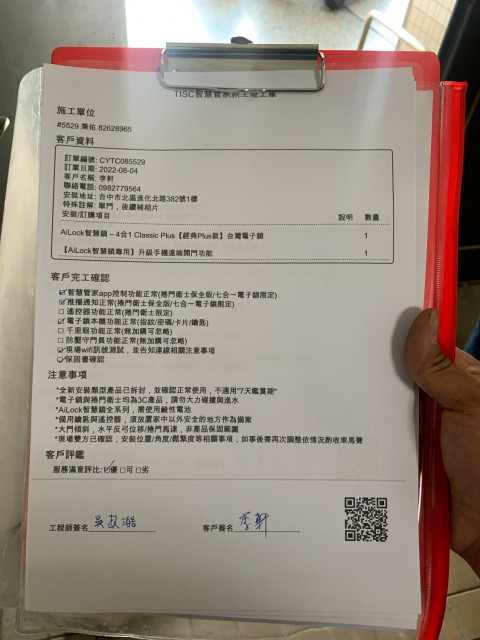 TISC智慧管家派工竣工單
施工單位
#5529 秉佑 82628965
客戶資料
訂單編號: CYTC085529
訂單日期: 2022-08-04
客戶名稱: 李軒
聯絡電話: 0982779564
安裝地址: 台中市北區進化北路382號1樓
特殊註解: 單門，後續補相片
安裝/訂購項目 說明 數量
AiLock智慧鎖 – 4合1 Classic Plus【經典Plus款】台灣電子鎖 1
【AiLock智慧鎖專用】升級手機遠端開門功能 1
客戶完工確認
☑智慧管家app控制功能正常(捲門衛士保全版/七合一電子鎖限定)
☑推播通知正常(捲門衛士保全版/七合一電子鎖限定)
☐遙控器功能正常(捲門衛士限定)
☑電子鎖本機功能正常(指紋/密碼/卡片/鑰匙)
☐千里眼功能正常(無加購可忽略)
☐防壓守門員功能正常(無加購可忽略)
☑現場wifi訊號測試，並告知連線相關注意事項
☑保固書確認
注意事項
*全新安裝類型產品已拆封，並確認正常使用，不適用"7天鑑賞期"
*電子鎖與捲門衛士均為3C產品，請勿大力碰撞與進水
*AiLock智慧鎖全系列，需使用鹼性電池
*備用鑰匙與遙控器，須放置家中以外安全的地方作為備案
*大門傾斜，水平反弓位移/捲門馬達，非產品保固範圍
*現場雙方已確認，安裝位置/角度/鬆緊度等相關事項，如事後需再次調整依情況酌收車馬費
客戶評鑑
服務滿意評比: ☑優 ☐可 ☐劣
工程師簽名 客戶簽名 李軒